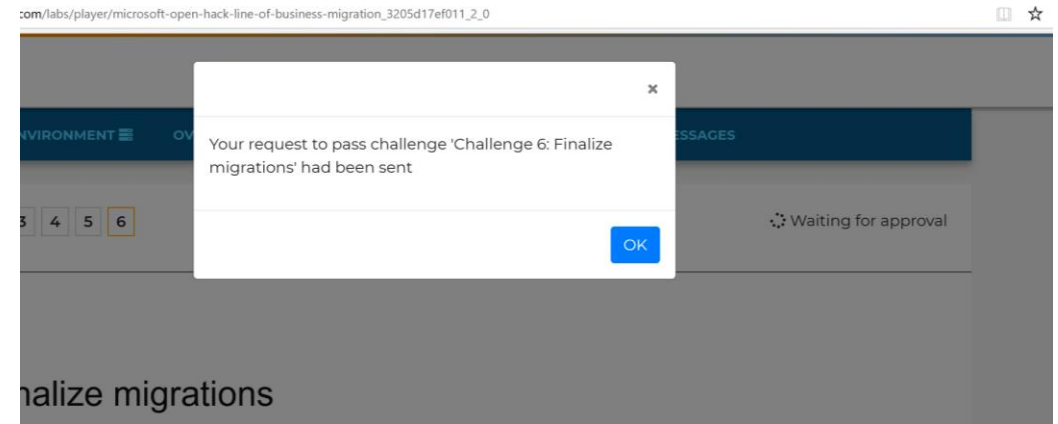 com/labs/player/microsoft-open-hack-line-of-business-migration_3205d17ef011_2_0
×
NVIRONMENT OV
ESSAGES
Your request to pass challenge 'Challenge 6: Finalize
migrations' had been sent
3 4 5 6
Waiting for approval
OK
nalize migrations